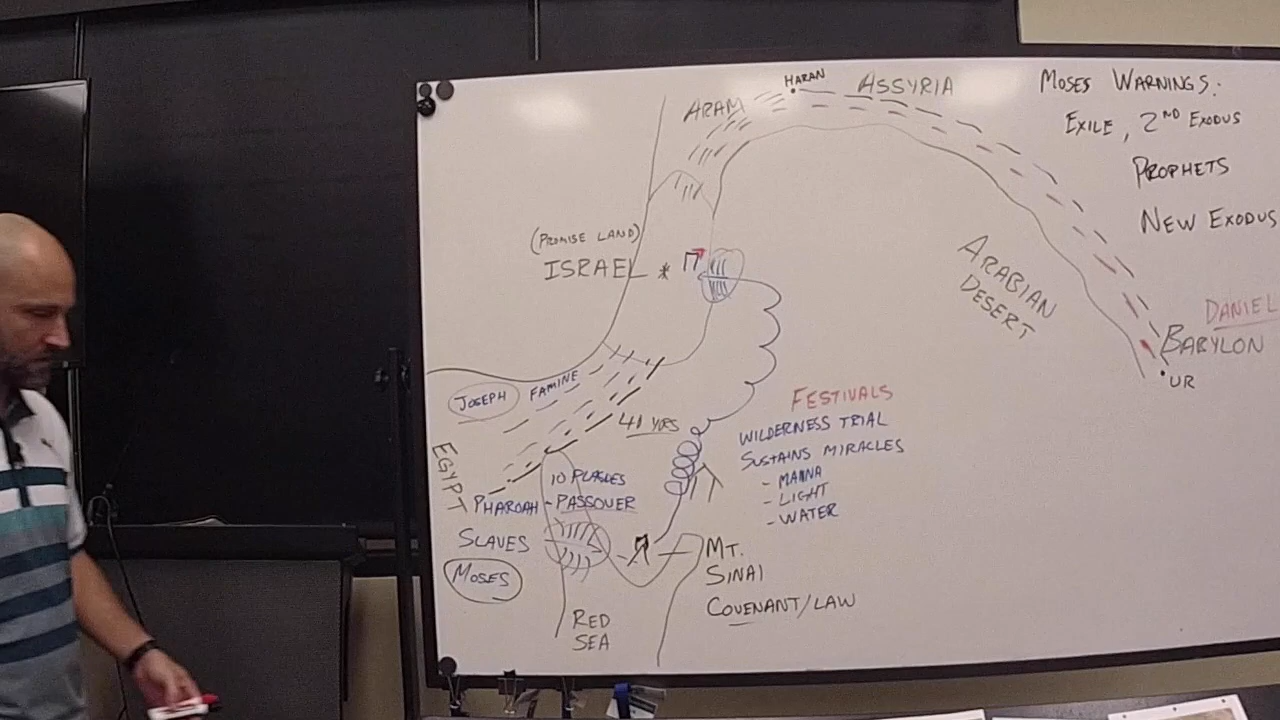 HARAN
ASSYRIA
ARAM
MOSES WARNINGS:
EXILE, 2ND EXODUS
PROPHETS
NEW EXODUS
(PROMISE LAND)
ISRAEL *
ARABIAN
DESERT
DANIEL
BABYLON
UR
JOSEPH
FAMINE
EGYPT
40 YRS
FESTIVALS
WILDERNESS TRIAL
SUSTAINS MIRACLES
- MANNA
- LIGHT
- WATER
10 PLAGUES
PHAROAH - PASSOVER
SLAVES
MOSES
MT.
SINAI
COVENANT/LAW
RED
SEA